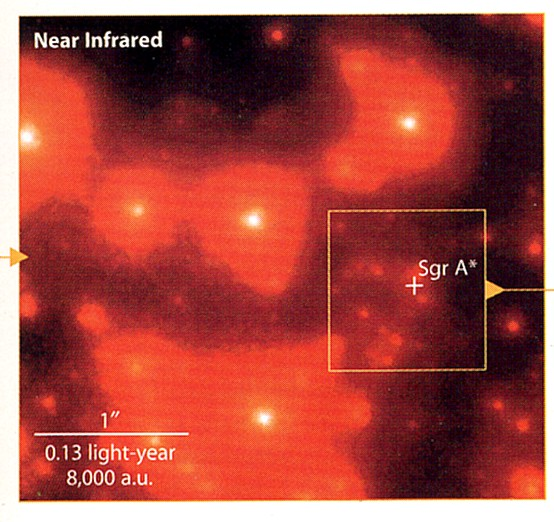 Near Infrared
Sgr A*
1″
0.13 light-year
8,000 a.u.